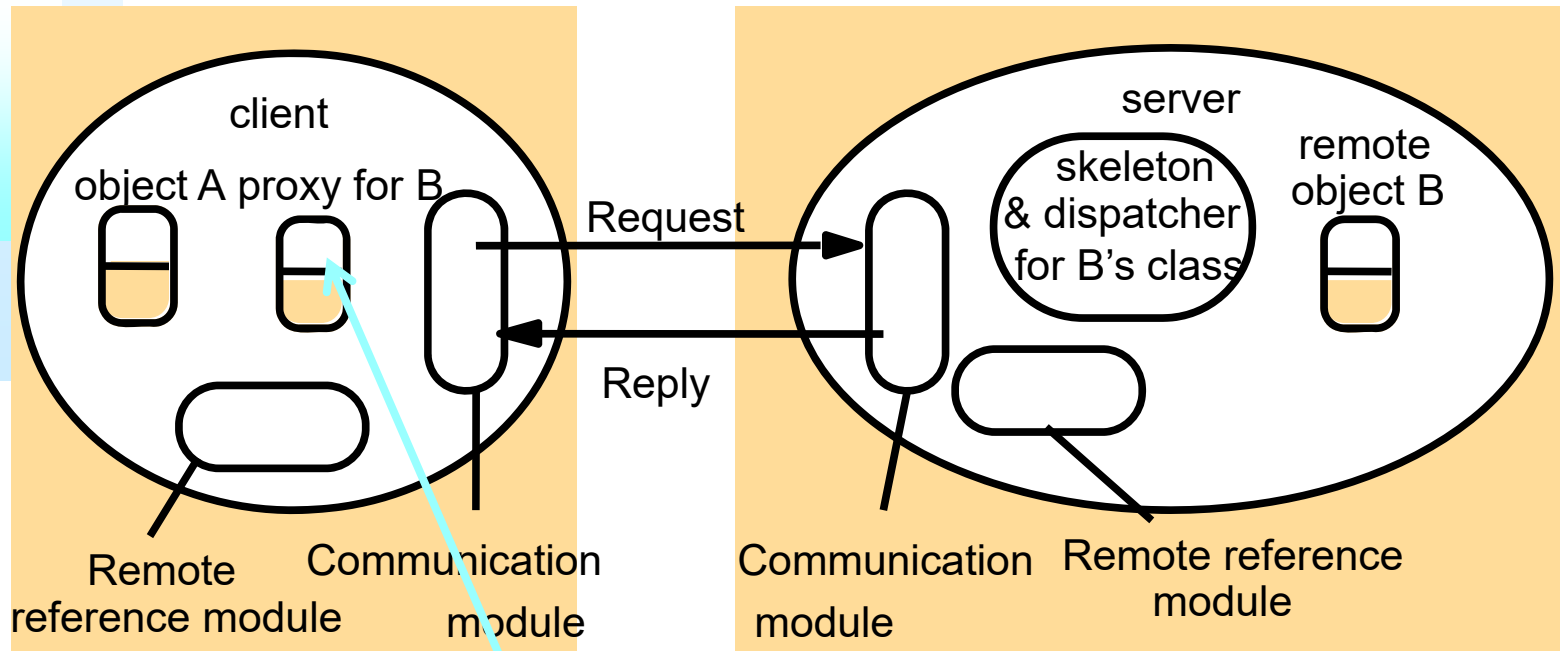 client
object A proxy for B
Request
Reply
Remote
reference module
Communication
module
server
skeleton
& dispatcher
for B’s class
remote
object B
Communication
module
Remote reference
module